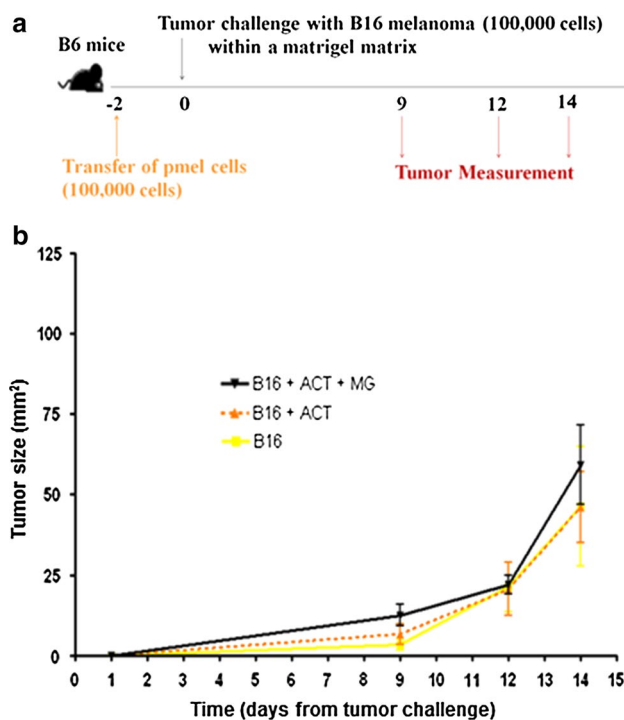 a
Tumor challenge with B16 melanoma (100,000 cells)
within a matrigel matrix
B6 mice
-2 0 9 12 14
Transfer of pmel cells
(100,000 cells)
Tumor Measurement
b
125
100
75
50
25
0
Tumor size (mm²)
B16 + ACT + MG
B16 + ACT
B16
0 1 2 3 4 5 6 7 8 9 10 11 12 13 14 15
Time (days from tumor challenge)